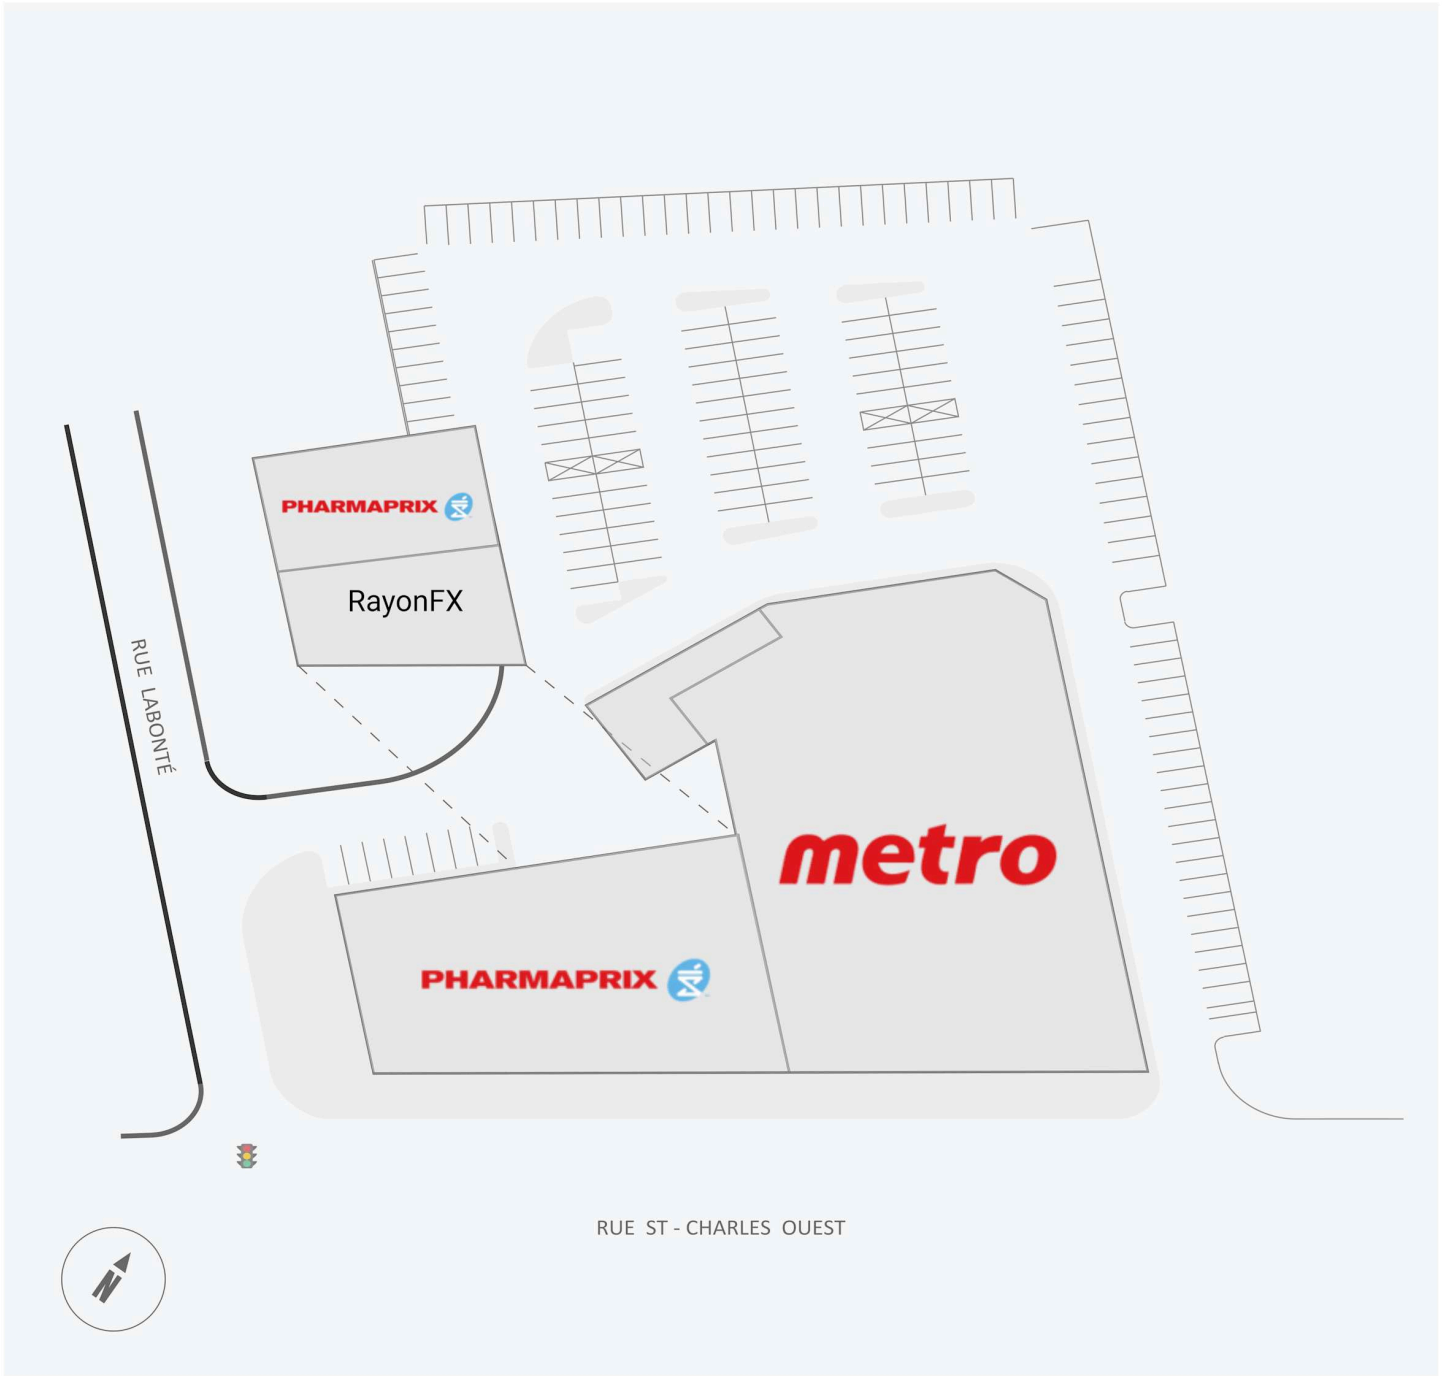 PHARMAPRIX
RayonFX
RUE LABONTÉ
metro
PHARMAPRIX
RUE ST - CHARLES OUEST
N